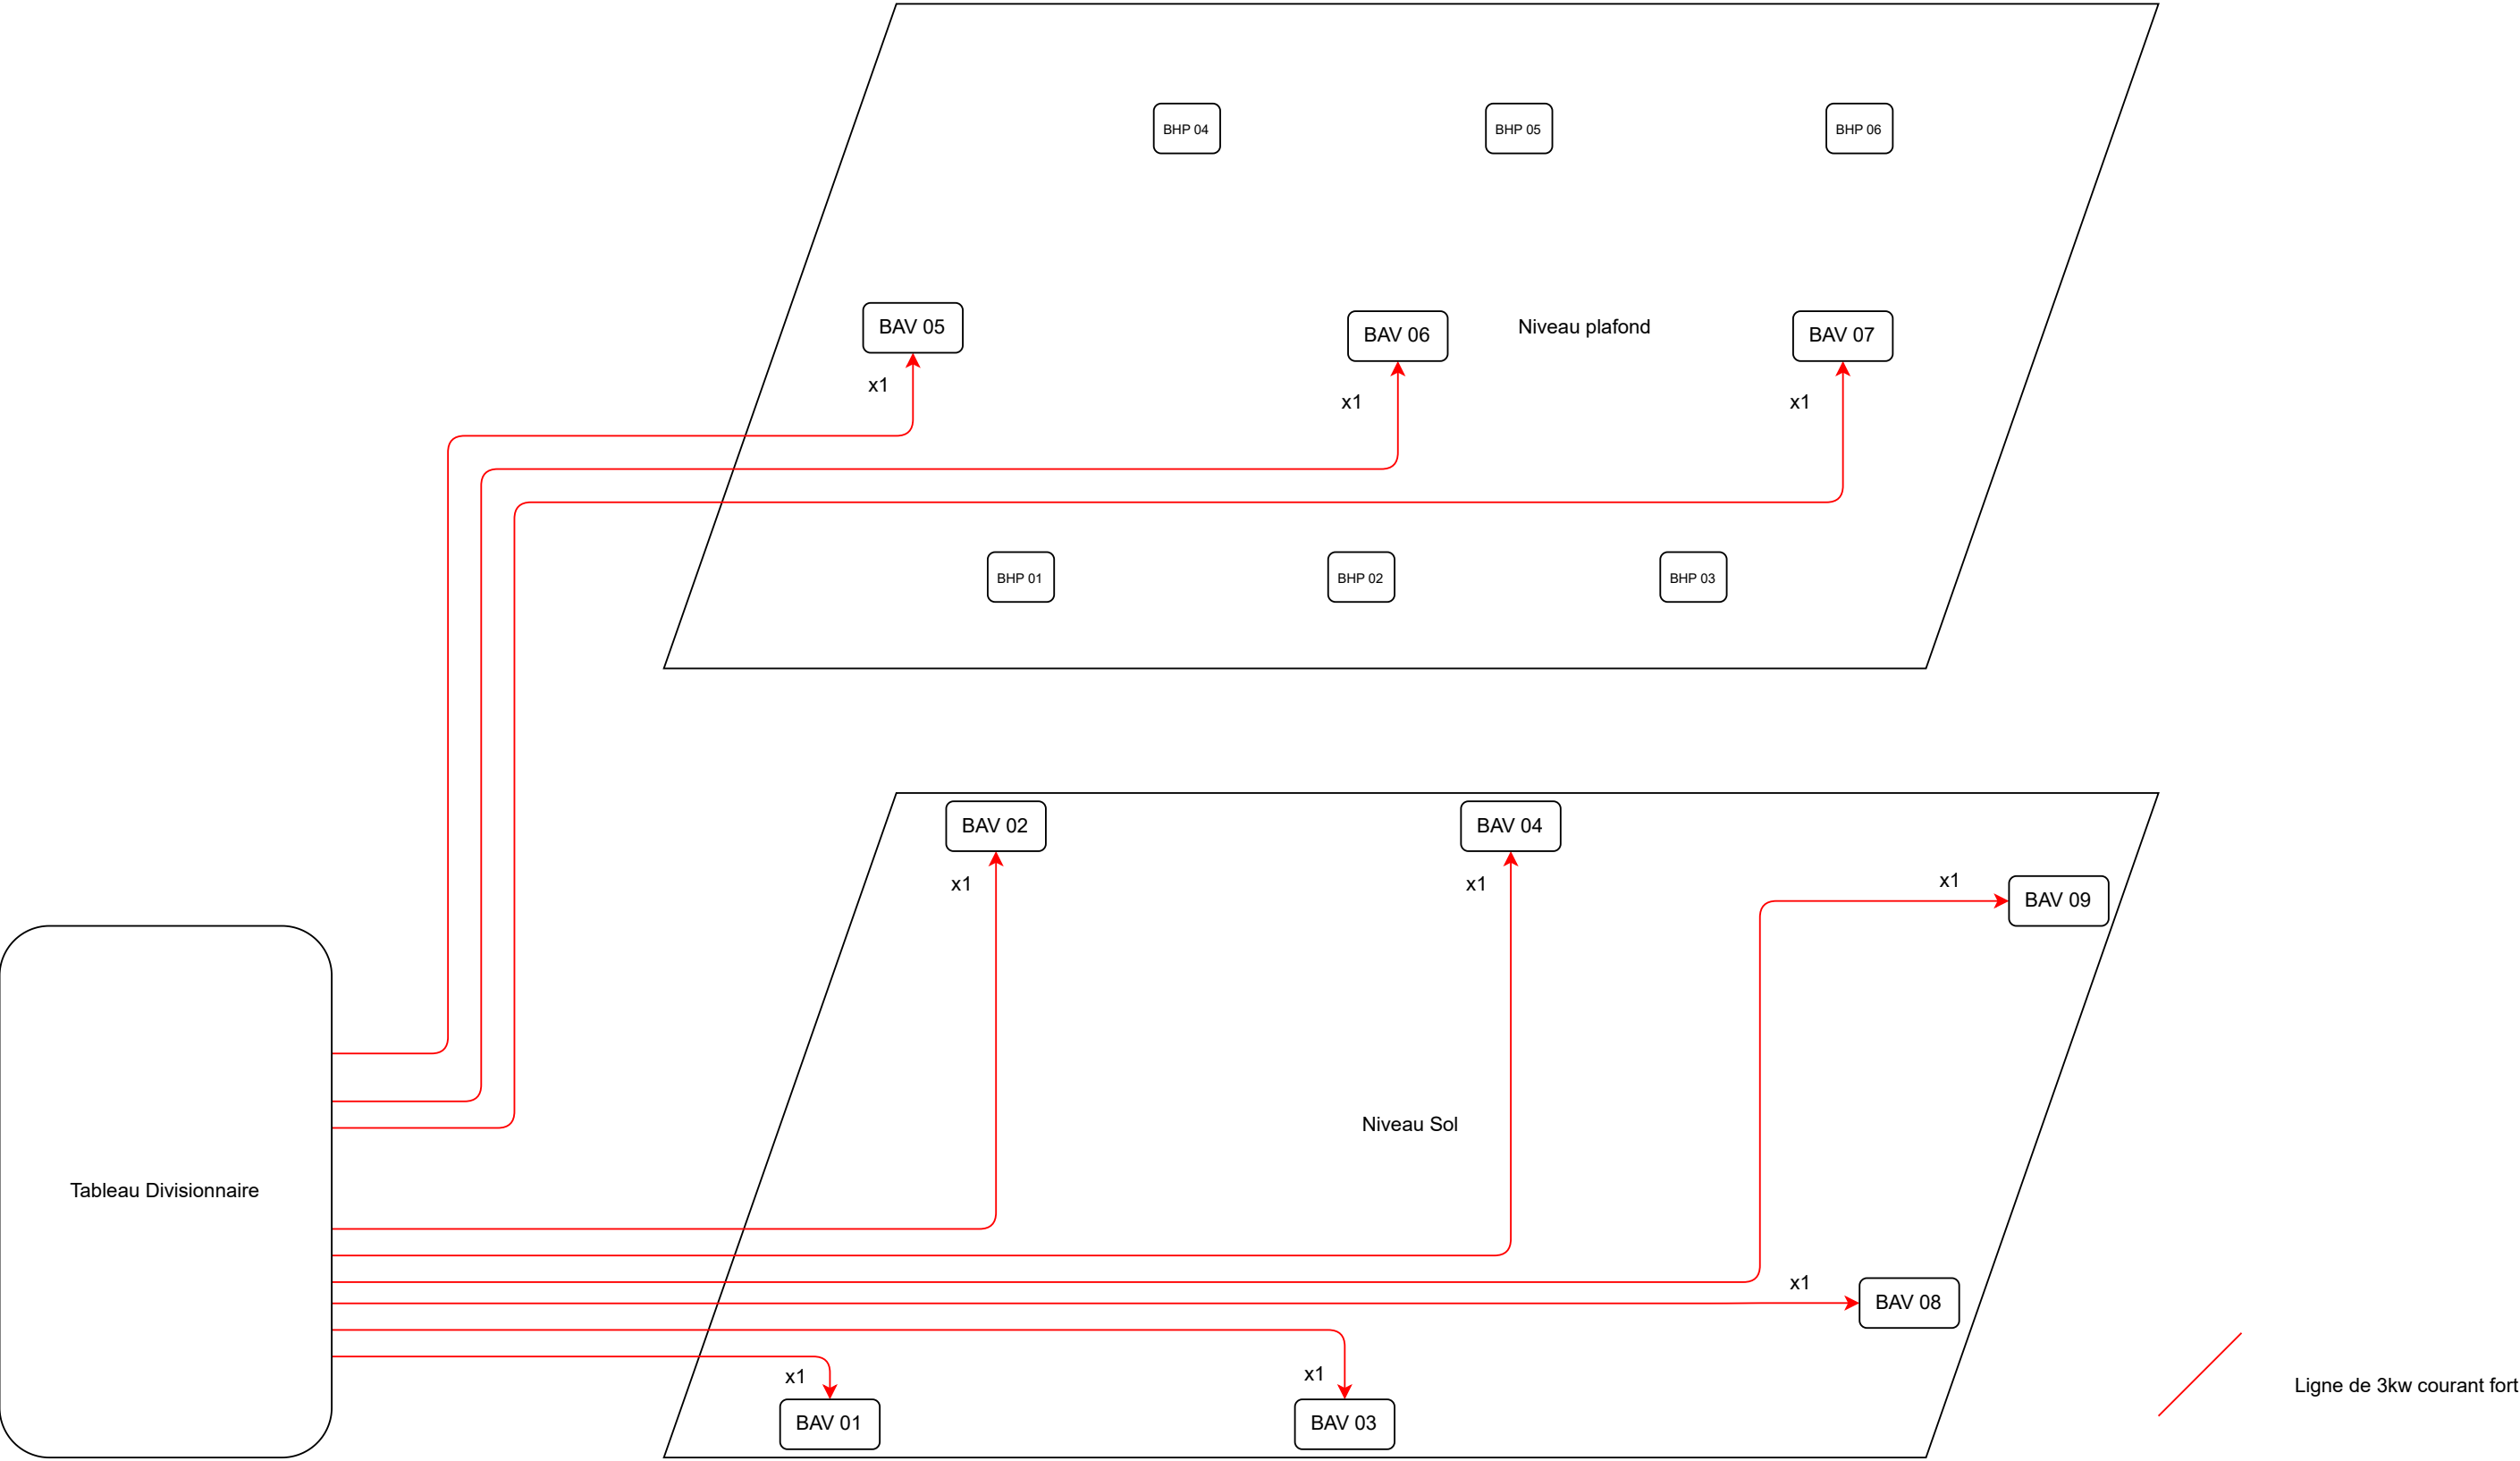 BHP 04
BHP 05
BHP 06
BAV 05
BAV 06
Niveau plafond
BAV 07
x1
x1
x1
BHP 01
BHP 02
BHP 03
BAV 02
BAV 04
x1
x1
x1
BAV 09
Niveau Sol
Tableau Divisionnaire
x1
BAV 08
x1
x1
Ligne de 3kw courant fort
BAV 01
BAV 03